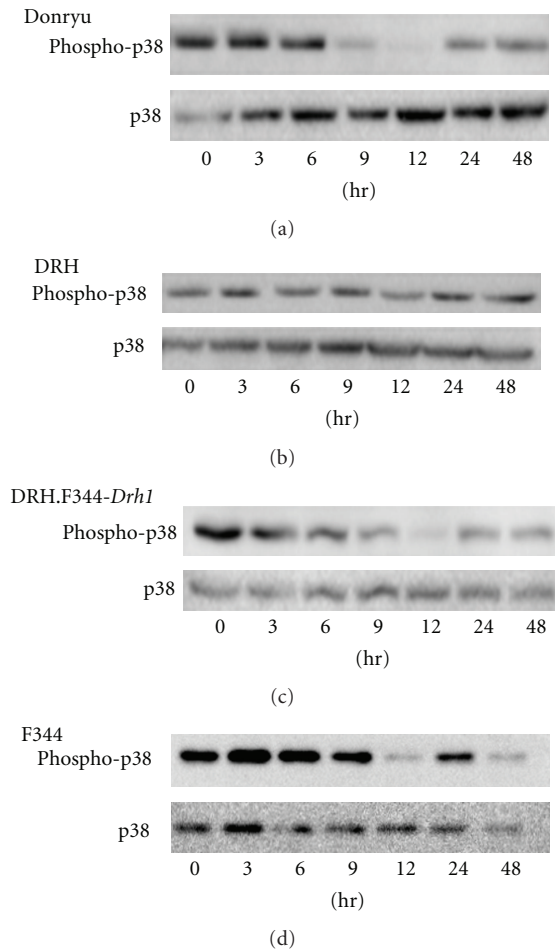 Donryu
Phospho-p38
p38
0 3 6 9 12 24 48
(hr)
(a)
DRH
Phospho-p38
p38
0 3 6 9 12 24 48
(hr)
(b)
DRH.F344-Drh1
Phospho-p38
p38
0 3 6 9 12 24 48
(hr)
(c)
F344
Phospho-p38
p38
0 3 6 9 12 24 48
(hr)
(d)